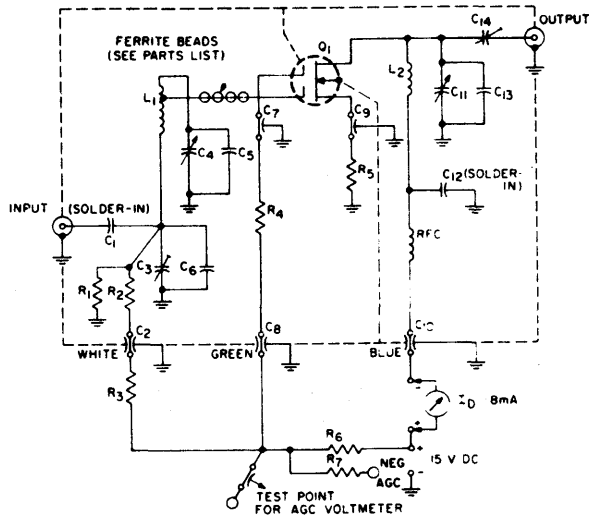 C14
OUTPUT
FERRITE BEADS
(SEE PARTS LIST)
Q1
L1
L2
C7
C9
C11
C13
C4
C5
R5
C12 (SOLDER-IN)
INPUT
(SOLDER-IN)
C1
R4
RFC
C3
C6
R1
R2
C2
C8
C10
WHITE
GREEN
BLUE
R3
-
ID 8mA
+
R6
+
15 V DC
R7
NEG
AGC
-
TEST POINT
FOR AGC VOLTMETER